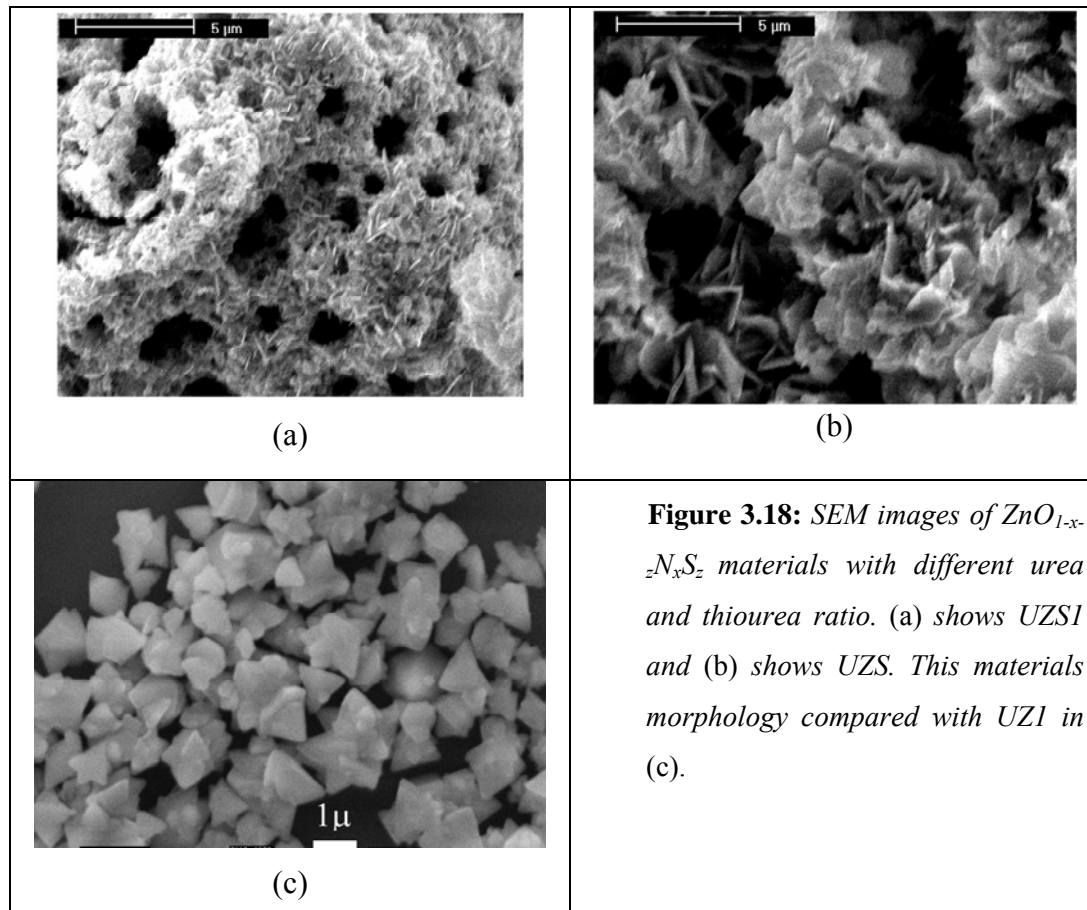 5 µm
5 µm
(a)
(b)
1µ
(c)
Figure 3.18: SEM images of ZnO1-x-
zNxSz materials with different urea
and thiourea ratio. (a) shows UZS1
and (b) shows UZS. This materials
morphology compared with UZ1 in
(c).